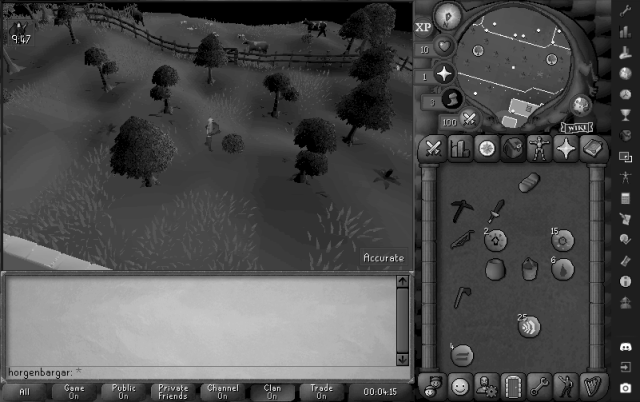 9:47
XP
10
1
100
WIKI
Accurate
2
15
6
25
horgenbargar: *
All
Game
On
Public
On
Private
Friends
Channel
On
Clan
On
Trade
On
00:04:15